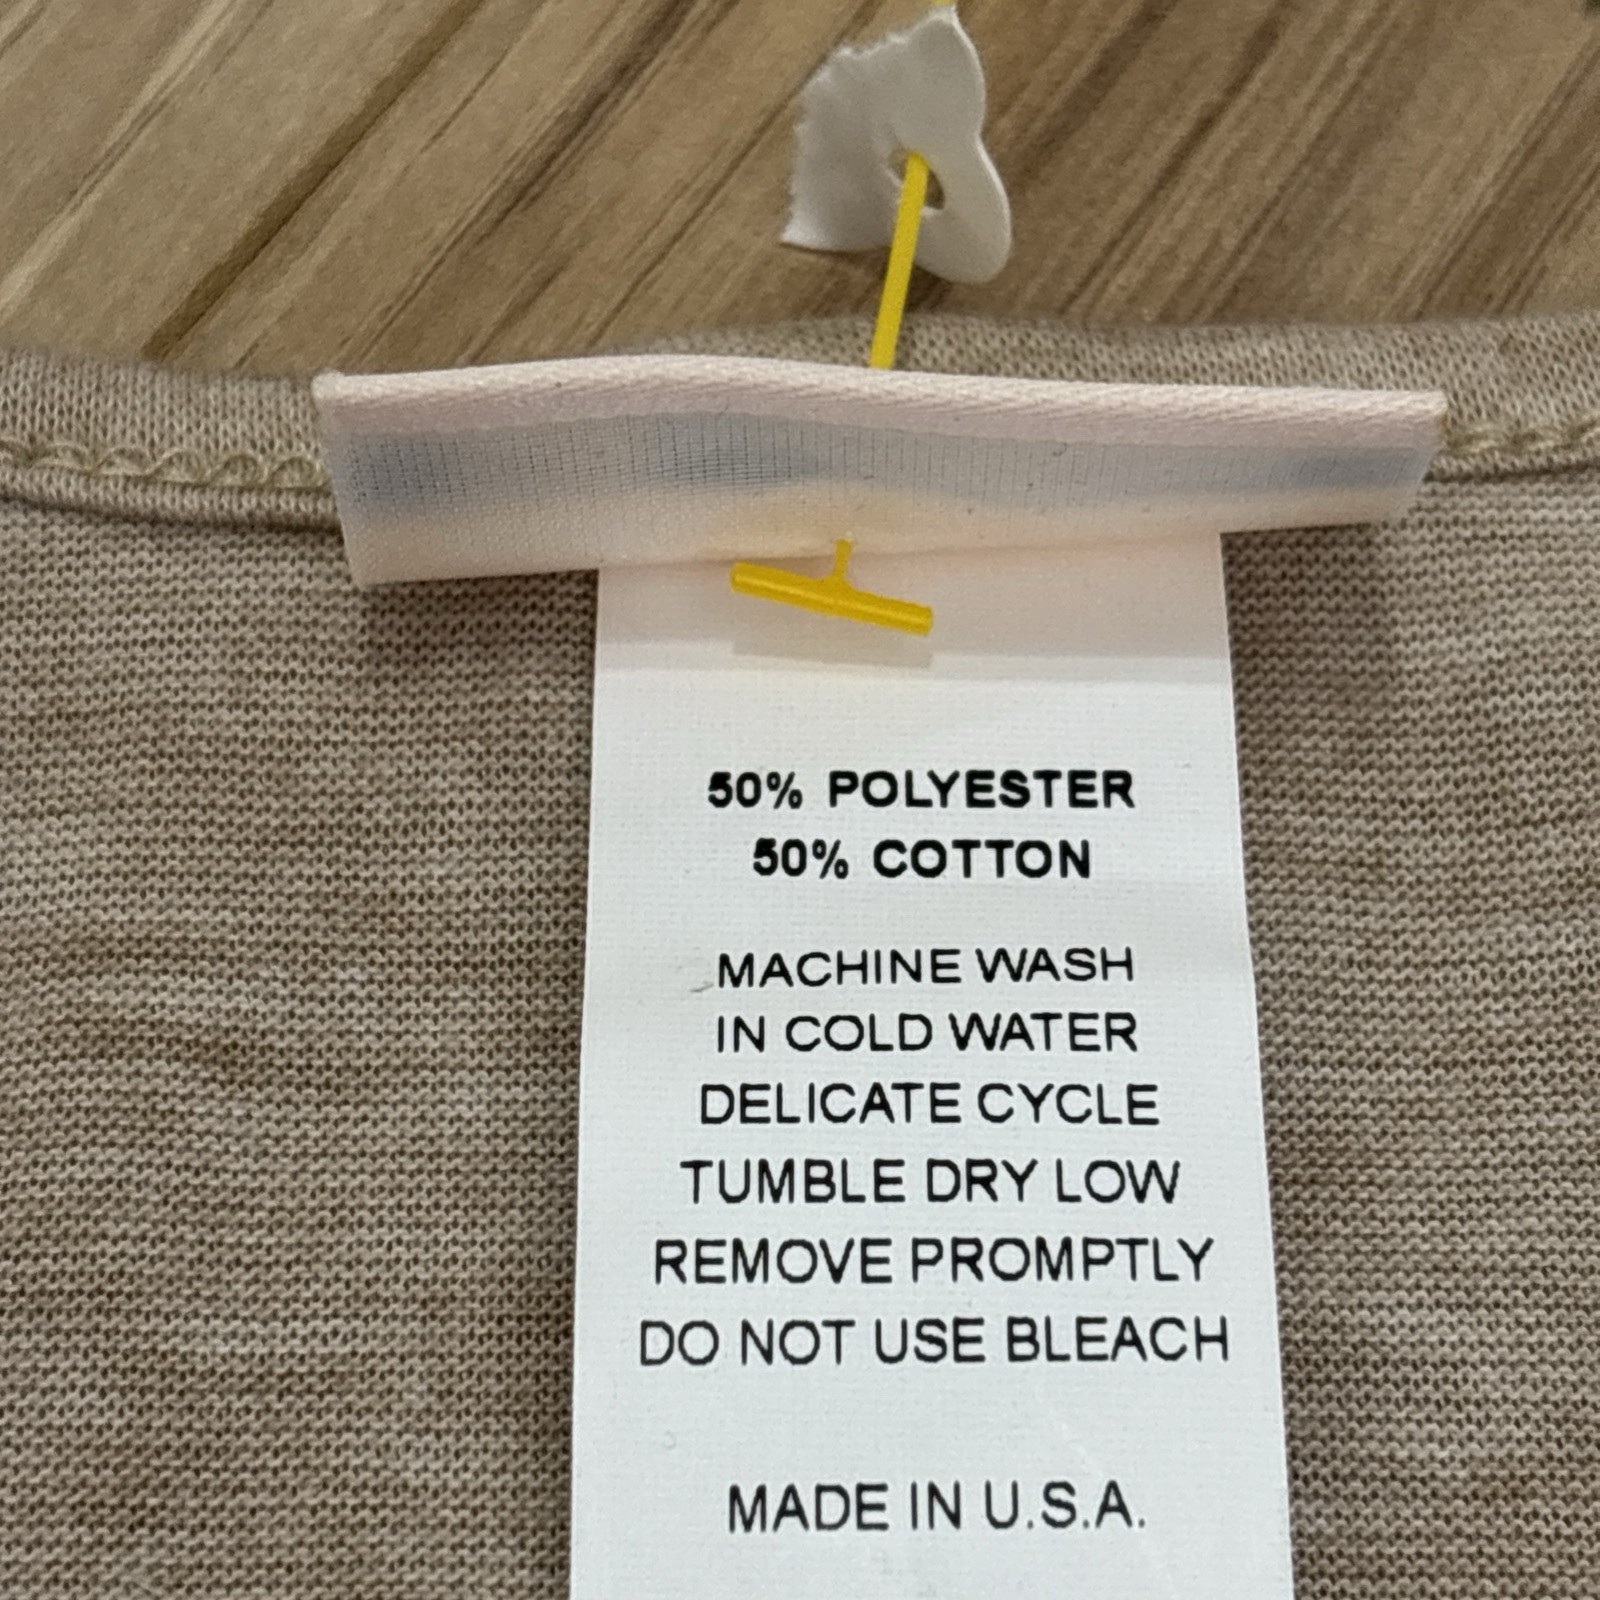 50% POLYESTER
50% COTTON
MACHINE WASH
IN COLD WATER
DELICATE CYCLE
TUMBLE DRY LOW
REMOVE PROMPTLY
DO NOT USE BLEACH
MADE IN U.S.A.